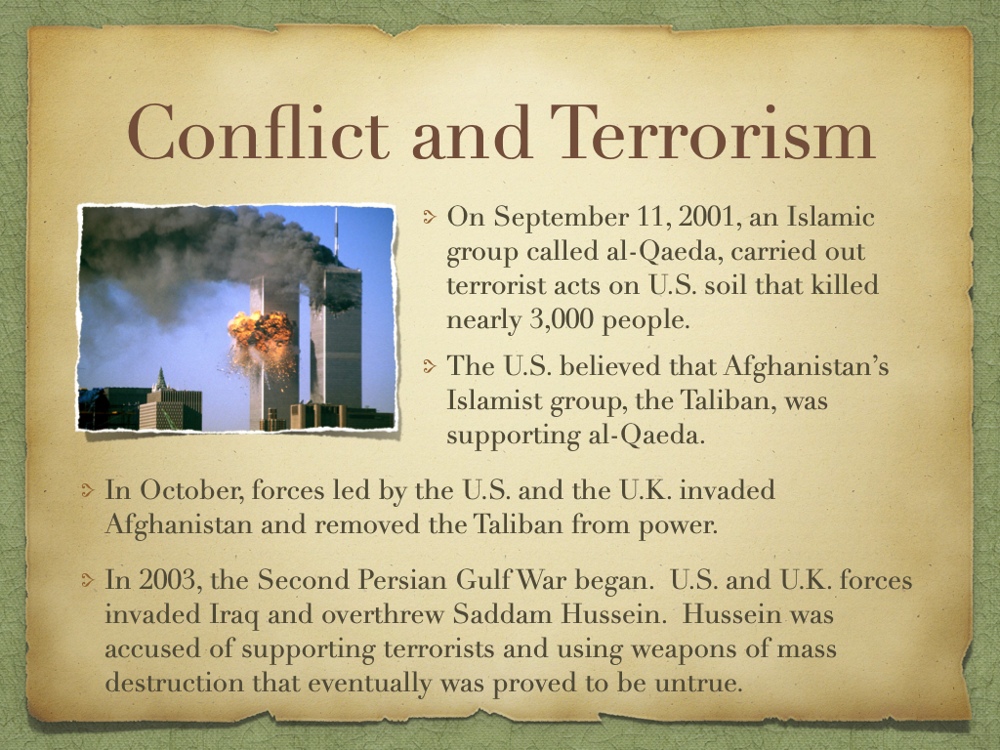 Conflict and Terrorism
On September 11, 2001, an Islamic
group called al-Qaeda, carried out
terrorist acts on U.S. soil that killed
nearly 3,000 people.
The U.S. believed that Afghanistan’s
Islamist group, the Taliban, was
supporting al-Qaeda.
In October, forces led by the U.S. and the U.K. invaded
Afghanistan and removed the Taliban from power.
In 2003, the Second Persian Gulf War began.  U.S. and U.K. forces
invaded Iraq and overthrew Saddam Hussein.  Hussein was
accused of supporting terrorists and using weapons of mass
destruction that eventually was proved to be untrue.